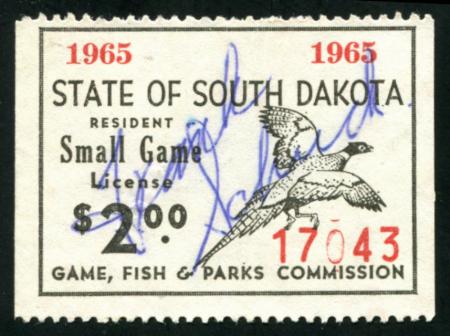 1965 1965
STATE OF SOUTH DAKOTA
RESIDENT
Small Game
License
$2.00
17043
GAME, FISH & PARKS COMMISSION